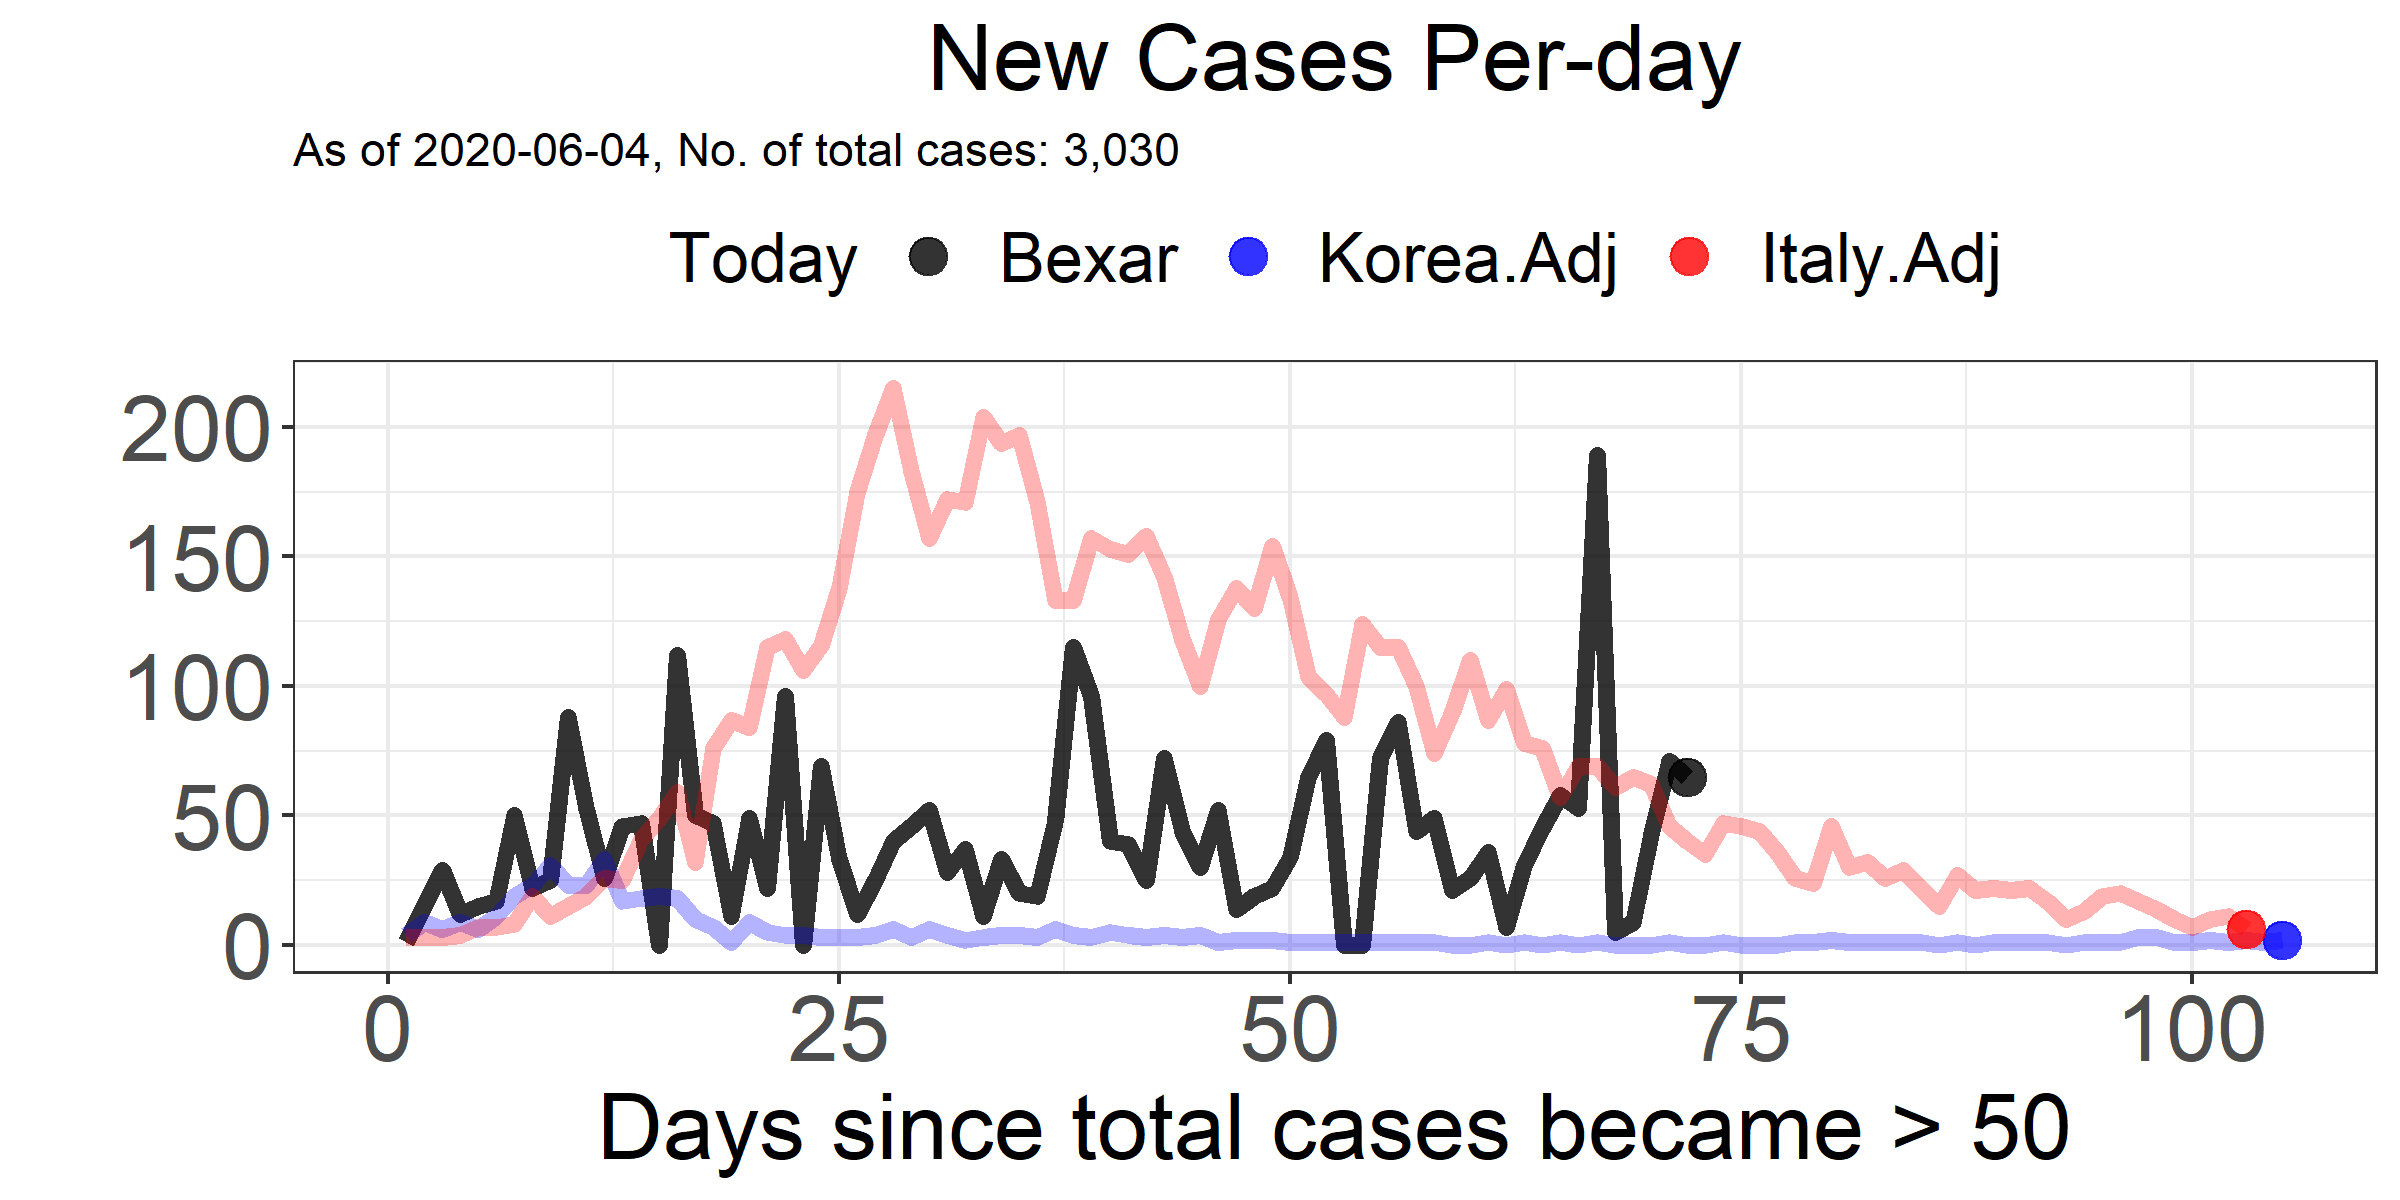 New Cases Per-day
As of 2020-06-04, No. of total cases: 3,030
Today Bexar Korea.Adj Italy.Adj
200
150
100
50
0
0 25 50 75 100
Days since total cases became > 50